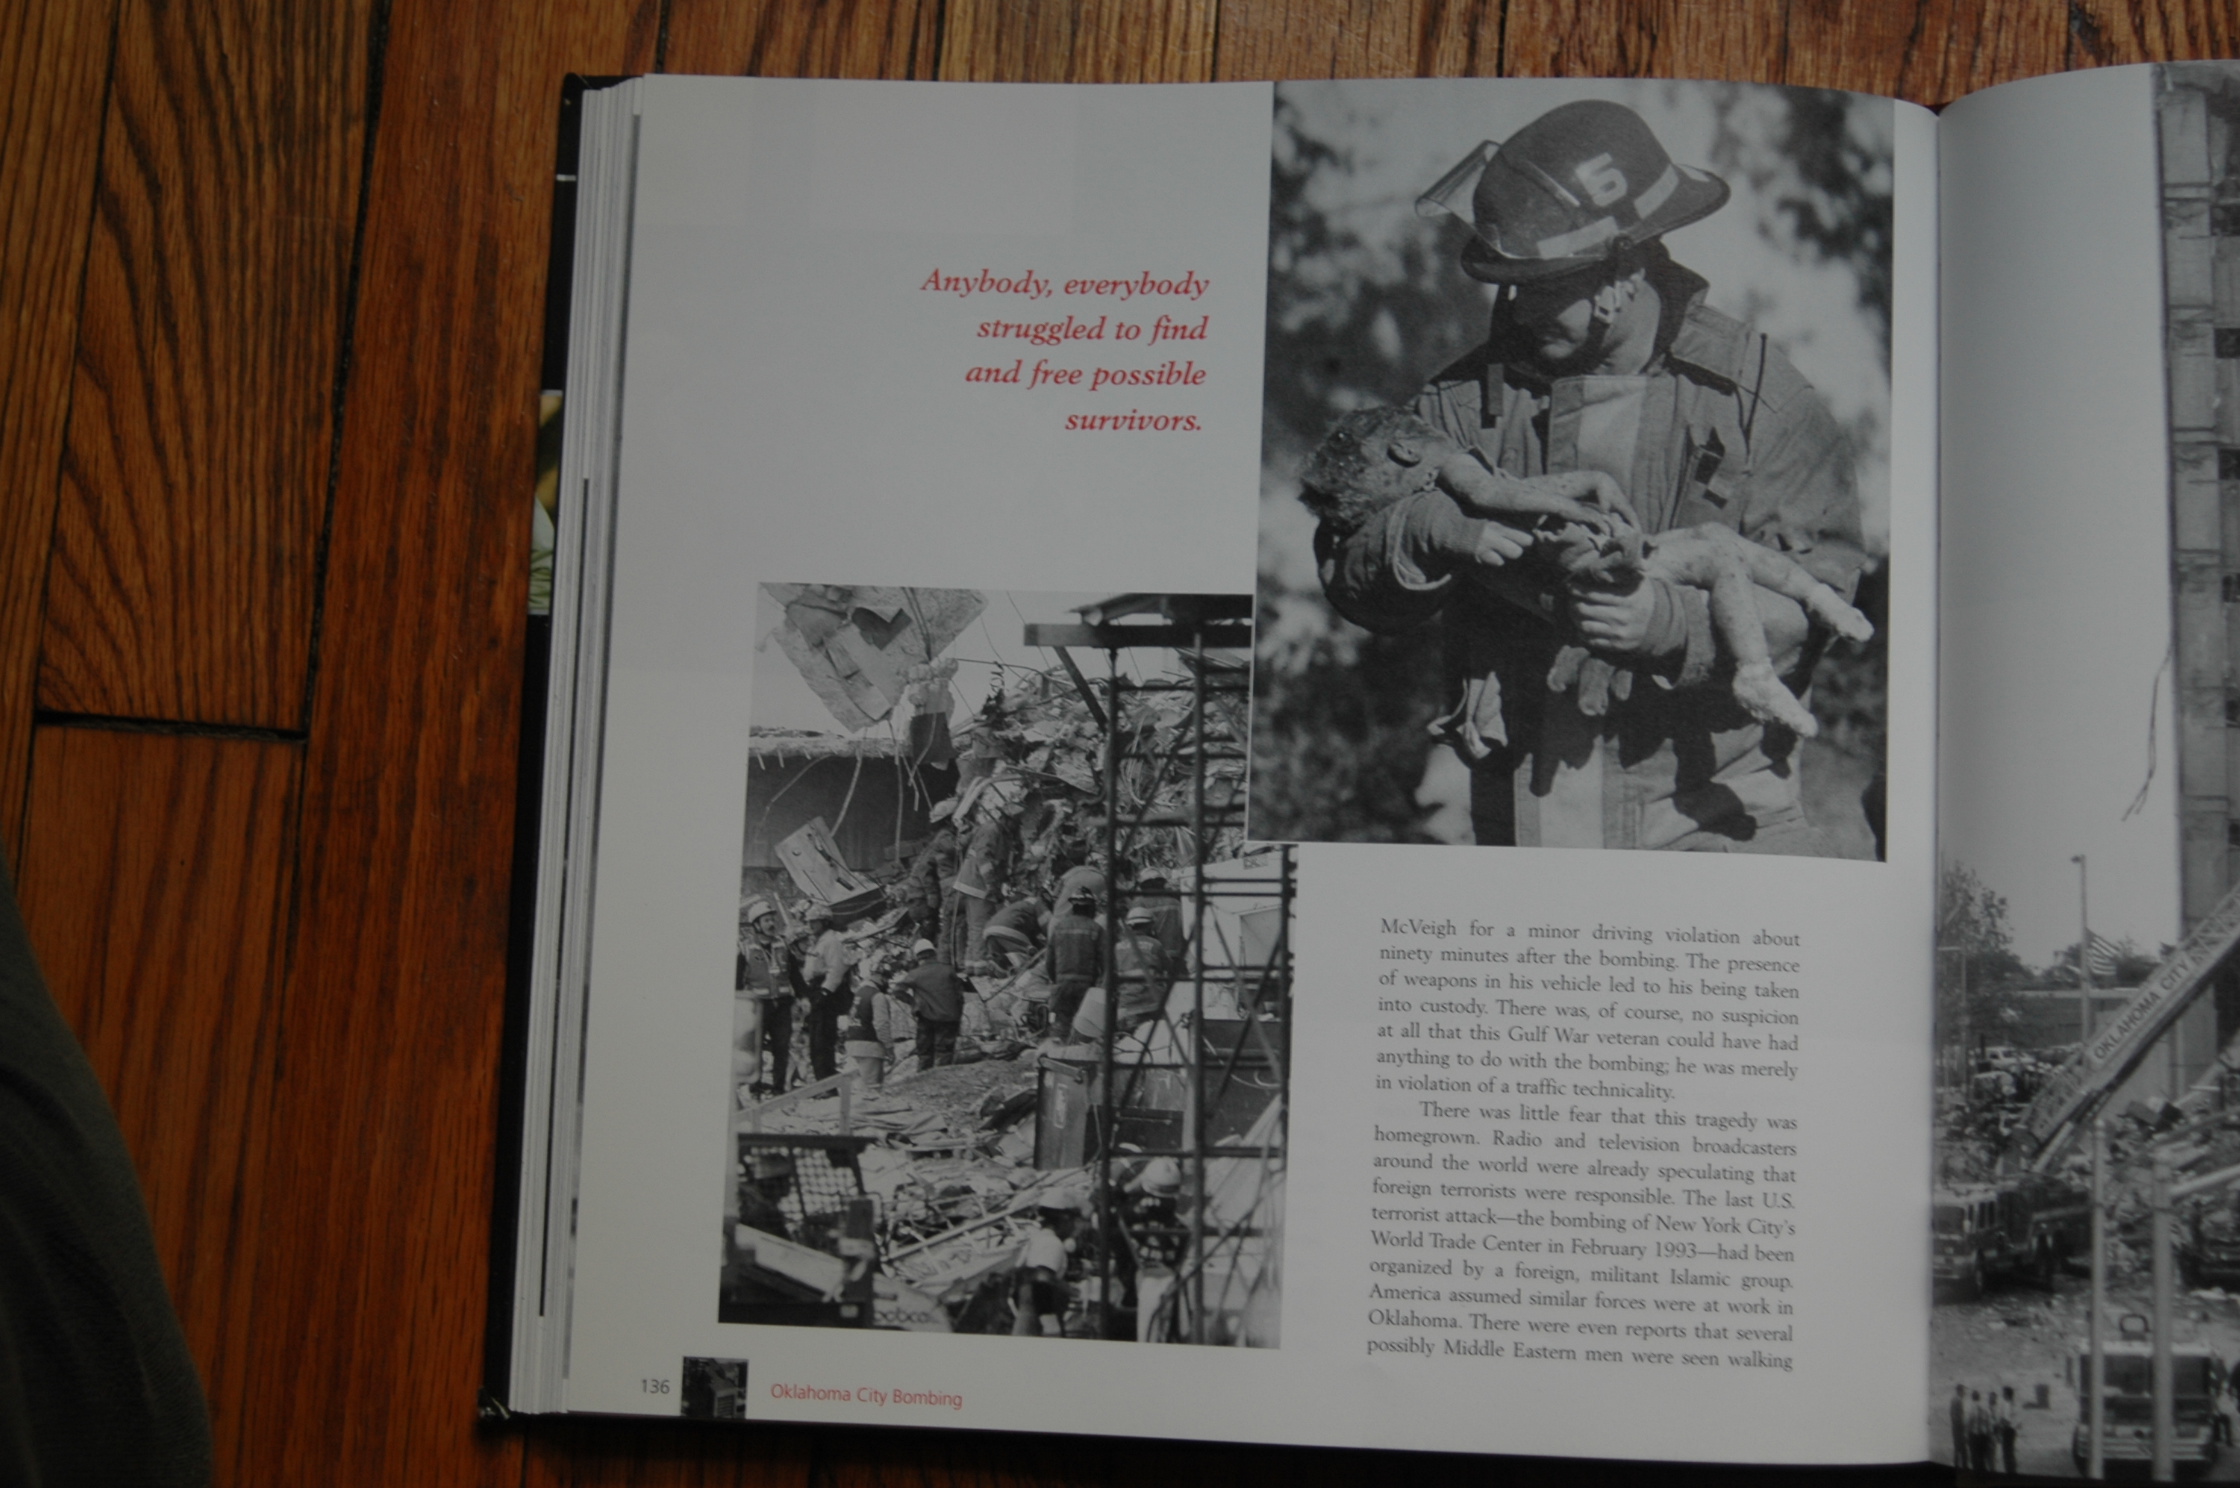 Anybody, everybody
struggled to find
and free possible
survivors.
5
McVeigh for a minor driving violation about
ninety minutes after the bombing. The presence
of weapons in his vehicle led to his being taken
into custody. There was, of course, no suspicion
at all that this Gulf War veteran could have had
anything to do with the bombing; he was merely
in violation of a traffic technicality.
There was little fear that this tragedy was
homegrown. Radio and television broadcasters
around the world were already speculating that
foreign terrorists were responsible. The last U.S.
terrorist attack—the bombing of New York City's
World Trade Center in February 1993—had been
organized by a foreign, militant Islamic group.
America assumed similar forces were at work in
Oklahoma. There were even reports that several
possibly Middle Eastern men were seen walking
bobcat
136
Oklahoma City Bombing
OKLAHOMA CITY